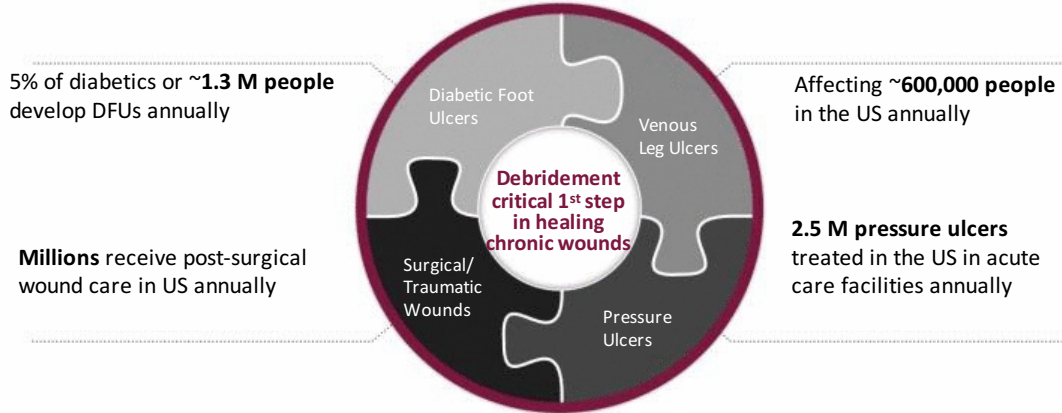 5% of diabetics or ~1.3 M people
develop DFUs annually
Diabetic Foot
Ulcers
Venous
Leg Ulcers
Affecting ~600,000 people
in the US annually
Debridement
critical 1st step
in healing
chronic wounds
Millions receive post-surgical
wound care in US annually
Surgical/
Traumatic
Wounds
Pressure
Ulcers
2.5 M pressure ulcers
treated in the US in acute
care facilities annually